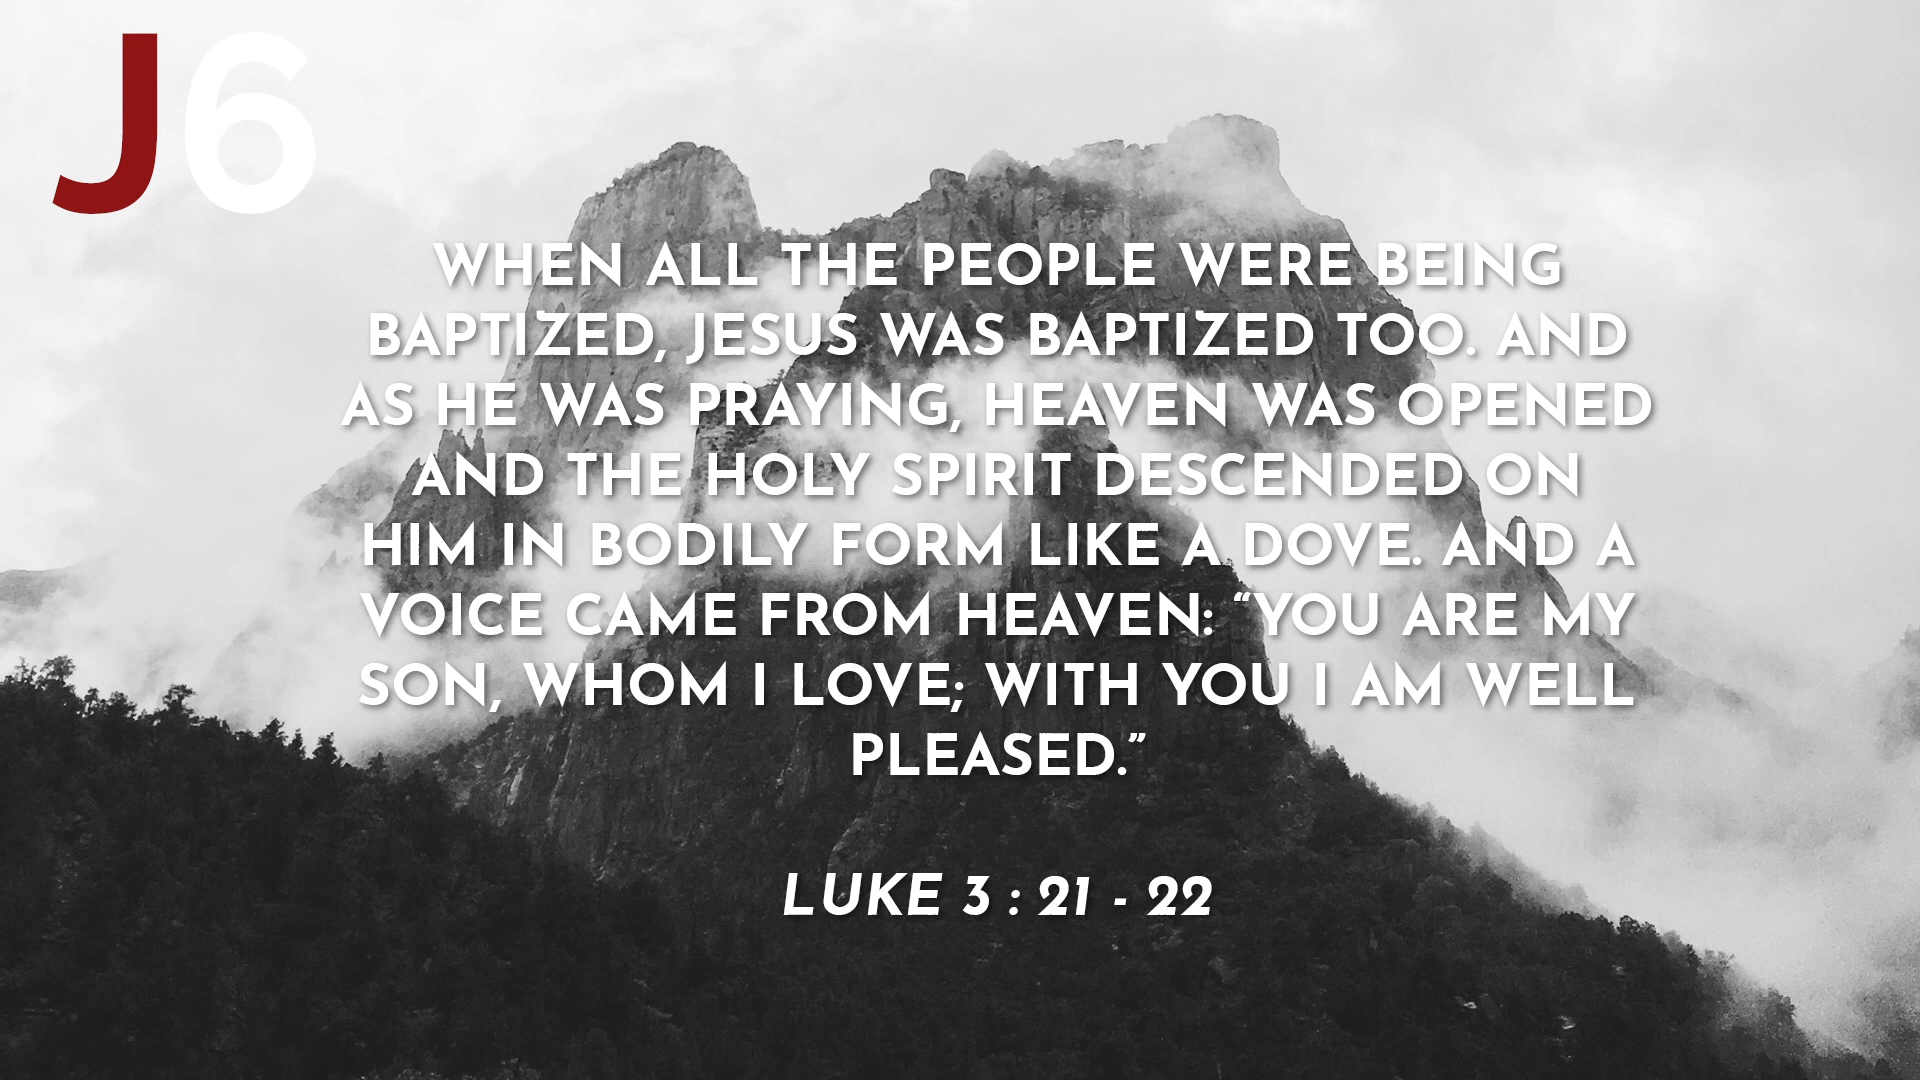 J6
WHEN ALL THE PEOPLE WERE BEING
BAPTIZED, JESUS WAS BAPTIZED TOO. AND
AS HE WAS PRAYING, HEAVEN WAS OPENED
AND THE HOLY SPIRIT DESCENDED ON
HIM IN BODILY FORM LIKE A DOVE. AND A
VOICE CAME FROM HEAVEN: “YOU ARE MY
SON, WHOM I LOVE; WITH YOU I AM WELL
PLEASED.”
LUKE 3 : 21 - 22